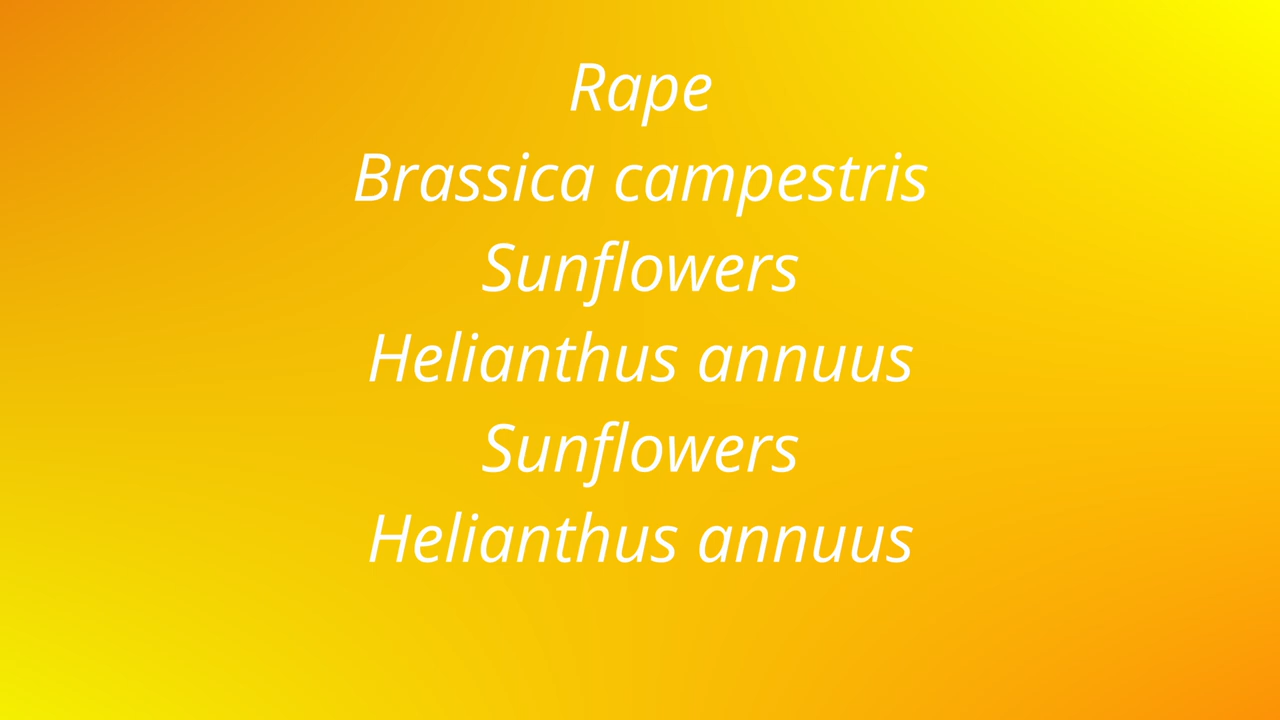 Rape
Brassica campestris
Sunflowers
Helianthus annuus
Sunflowers
Helianthus annuus